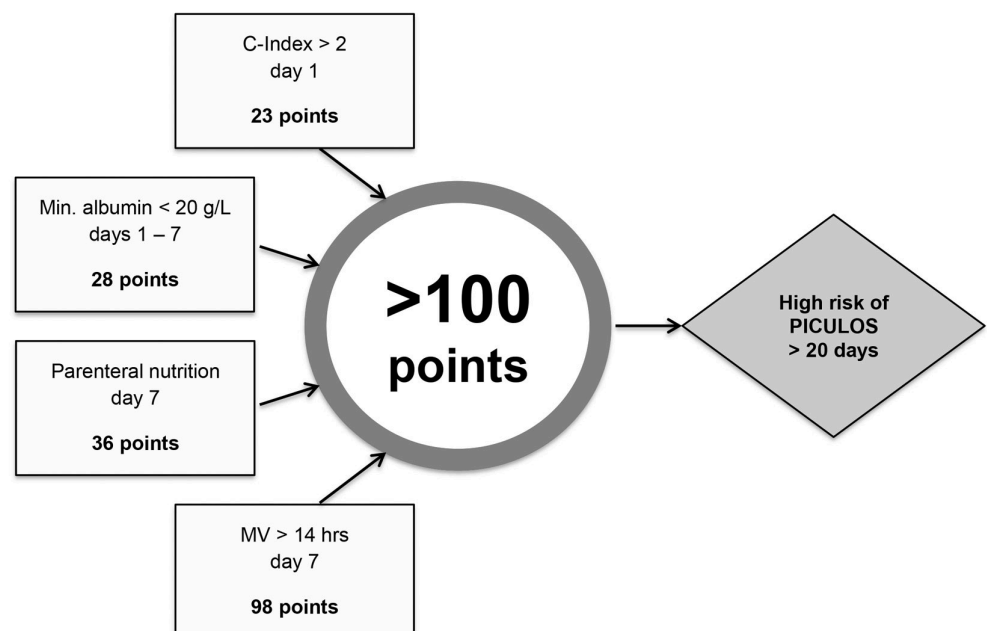 C-Index > 2
day 1
23 points
Min. albumin < 20 g/L
days 1 – 7
28 points
Parenteral nutrition
day 7
36 points
MV > 14 hrs
day 7
98 points
>100
points
High risk of
PICULOS
> 20 days